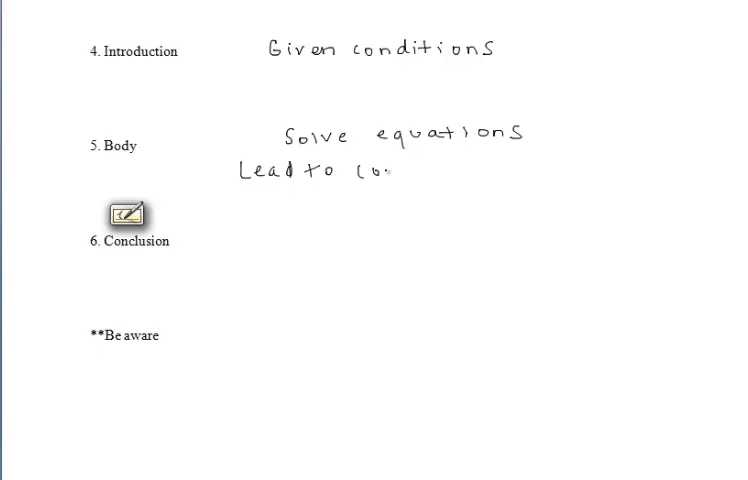 4. Introduction Given conditions
5. Body Solve equations
Lead to
6. Conclusion
**Be aware